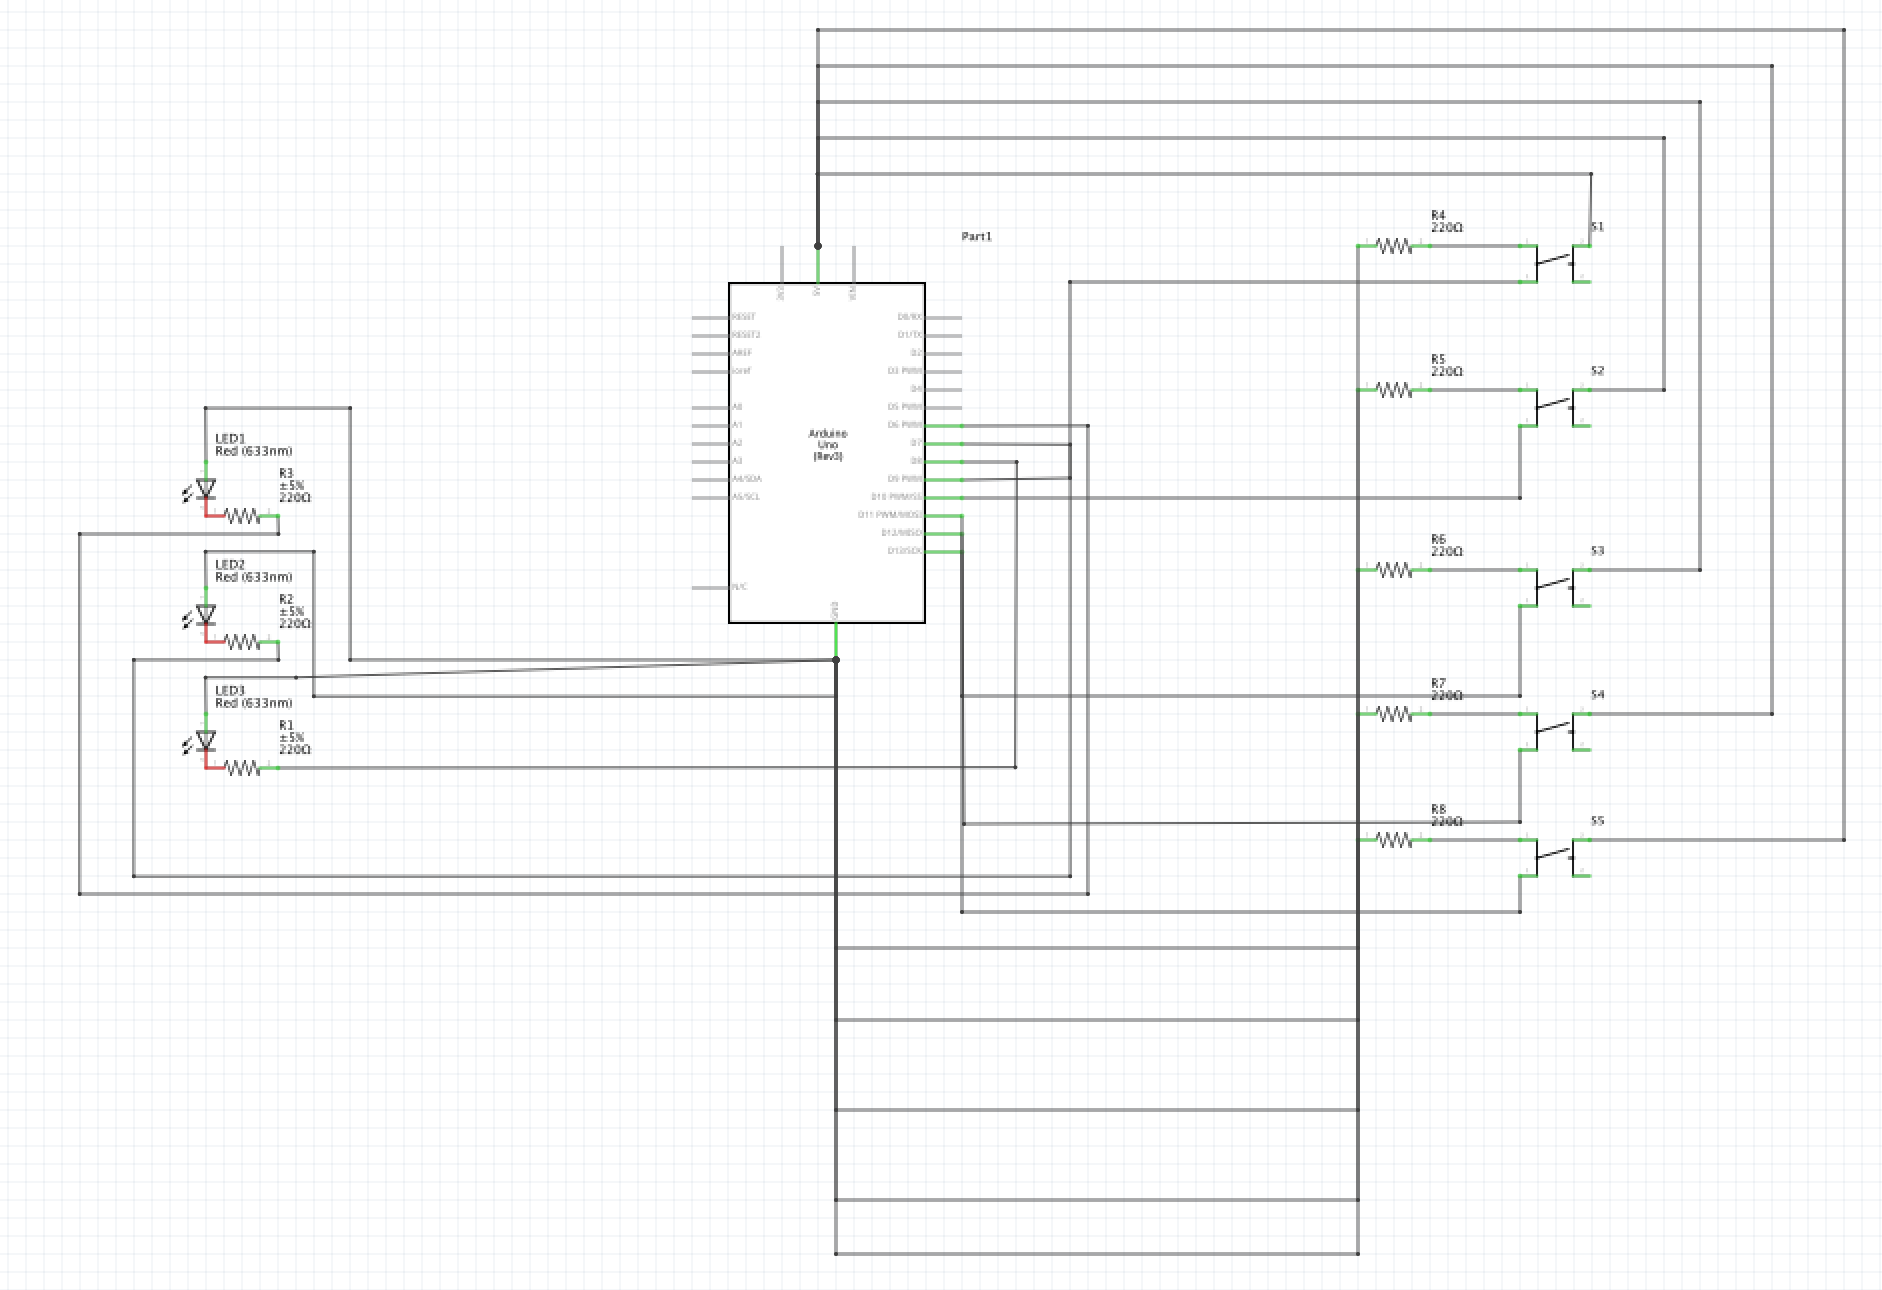 Part1
R4
220Ω
S1
5V
RESET
RESET2
AREF
ioref
A0
A1
A2
A3
A4/SDA
A5/SCL
N/C
D0/RX
D1/TX
D2
D3 PWM
D4
D5 PWM
D6 PWM
D7
D8
D9 PWM
D10 PWM/SS
D11 PWM/MOSI
D12/MISO
D13/SCK
GND
Arduino
Uno
(Rev3)
R5
220Ω
S2
LED1
Red (633nm)
R3
±5%
220Ω
LED2
Red (633nm)
R2
±5%
220Ω
LED3
Red (633nm)
R1
±5%
220Ω
R6
220Ω
S3
R7
220Ω
S4
R8
220Ω
S5